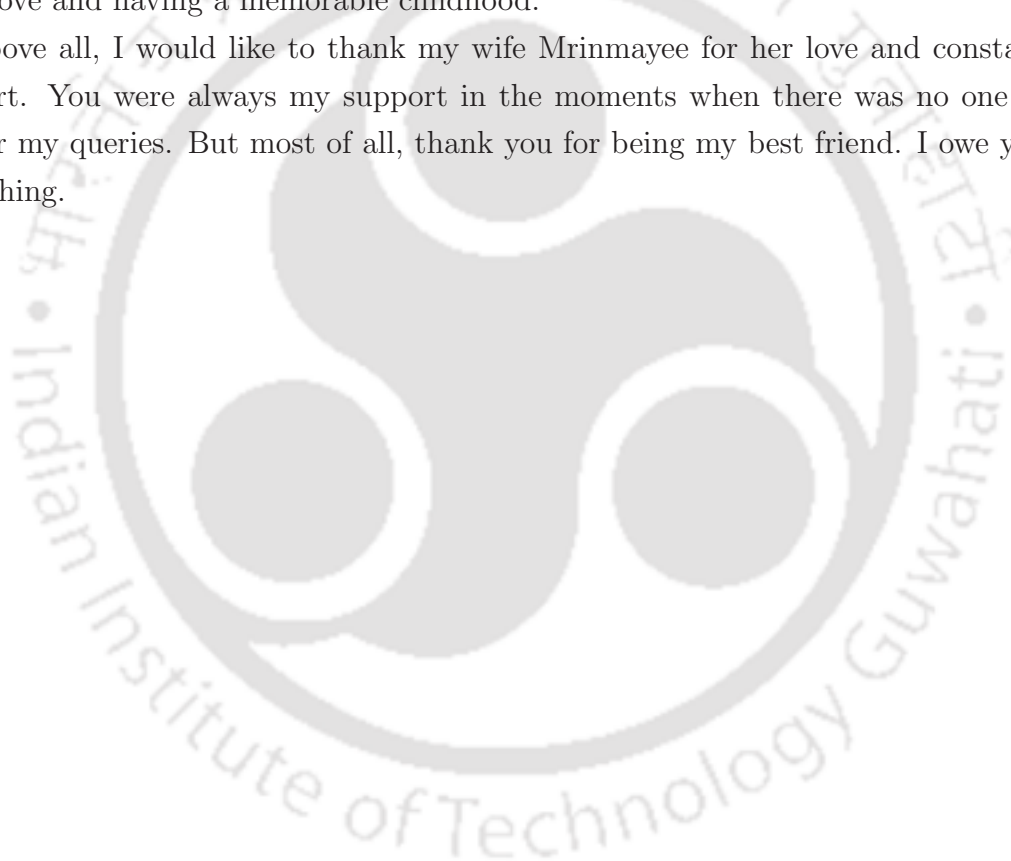 ove and having a memorable childhood.
ove all, I would like to thank my wife Mrinmayee for her love and consta
rt. You were always my support in the moments when there was no one
r my queries. But most of all, thank you for being my best friend. I owe y
hing.
Indian Institute of Technology Guwahati